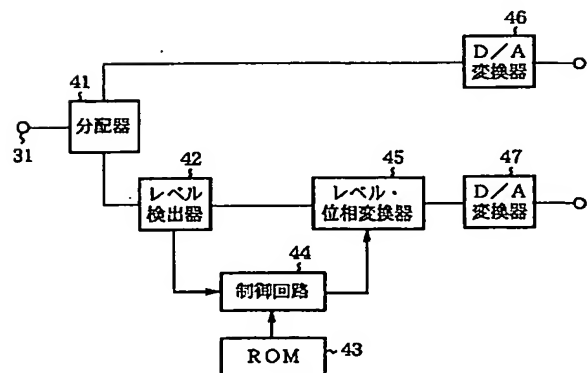 46
D/A
変換器
41
分配器
31
42
レベル
検出器
45
レベル・
位相変換器
47
D/A
変換器
44
制御回路
ROM
43